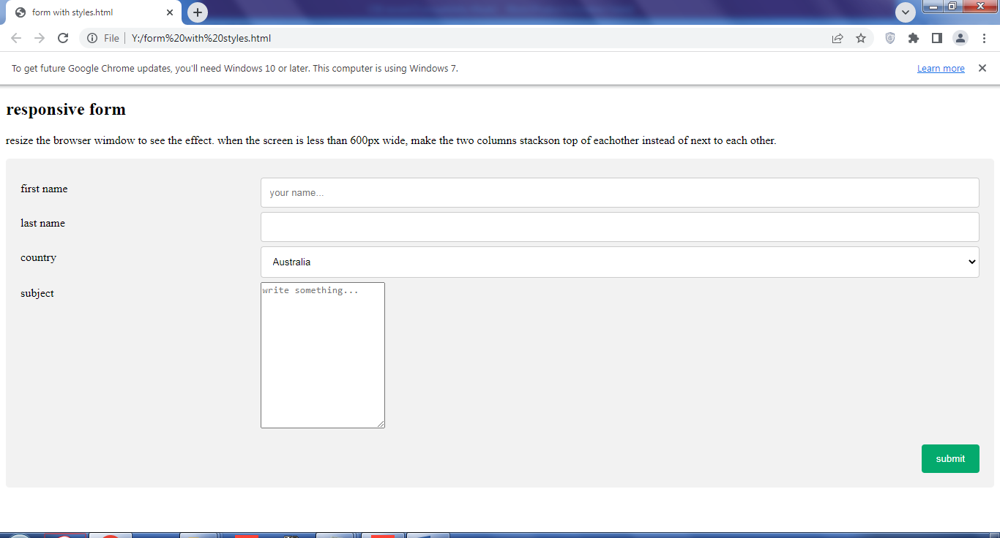 form with styles.html
File Y:/form%20with%20styles.html
To get future Google Chrome updates, you'll need Windows 10 or later. This computer is using Windows 7. Learn more
responsive form
resize the browser wimdow to see the effect. when the screen is less than 600px wide, make the two columns stackson top of eachother instead of next to each other.
first name your name...
last name
country Australia
subject write something...
submit